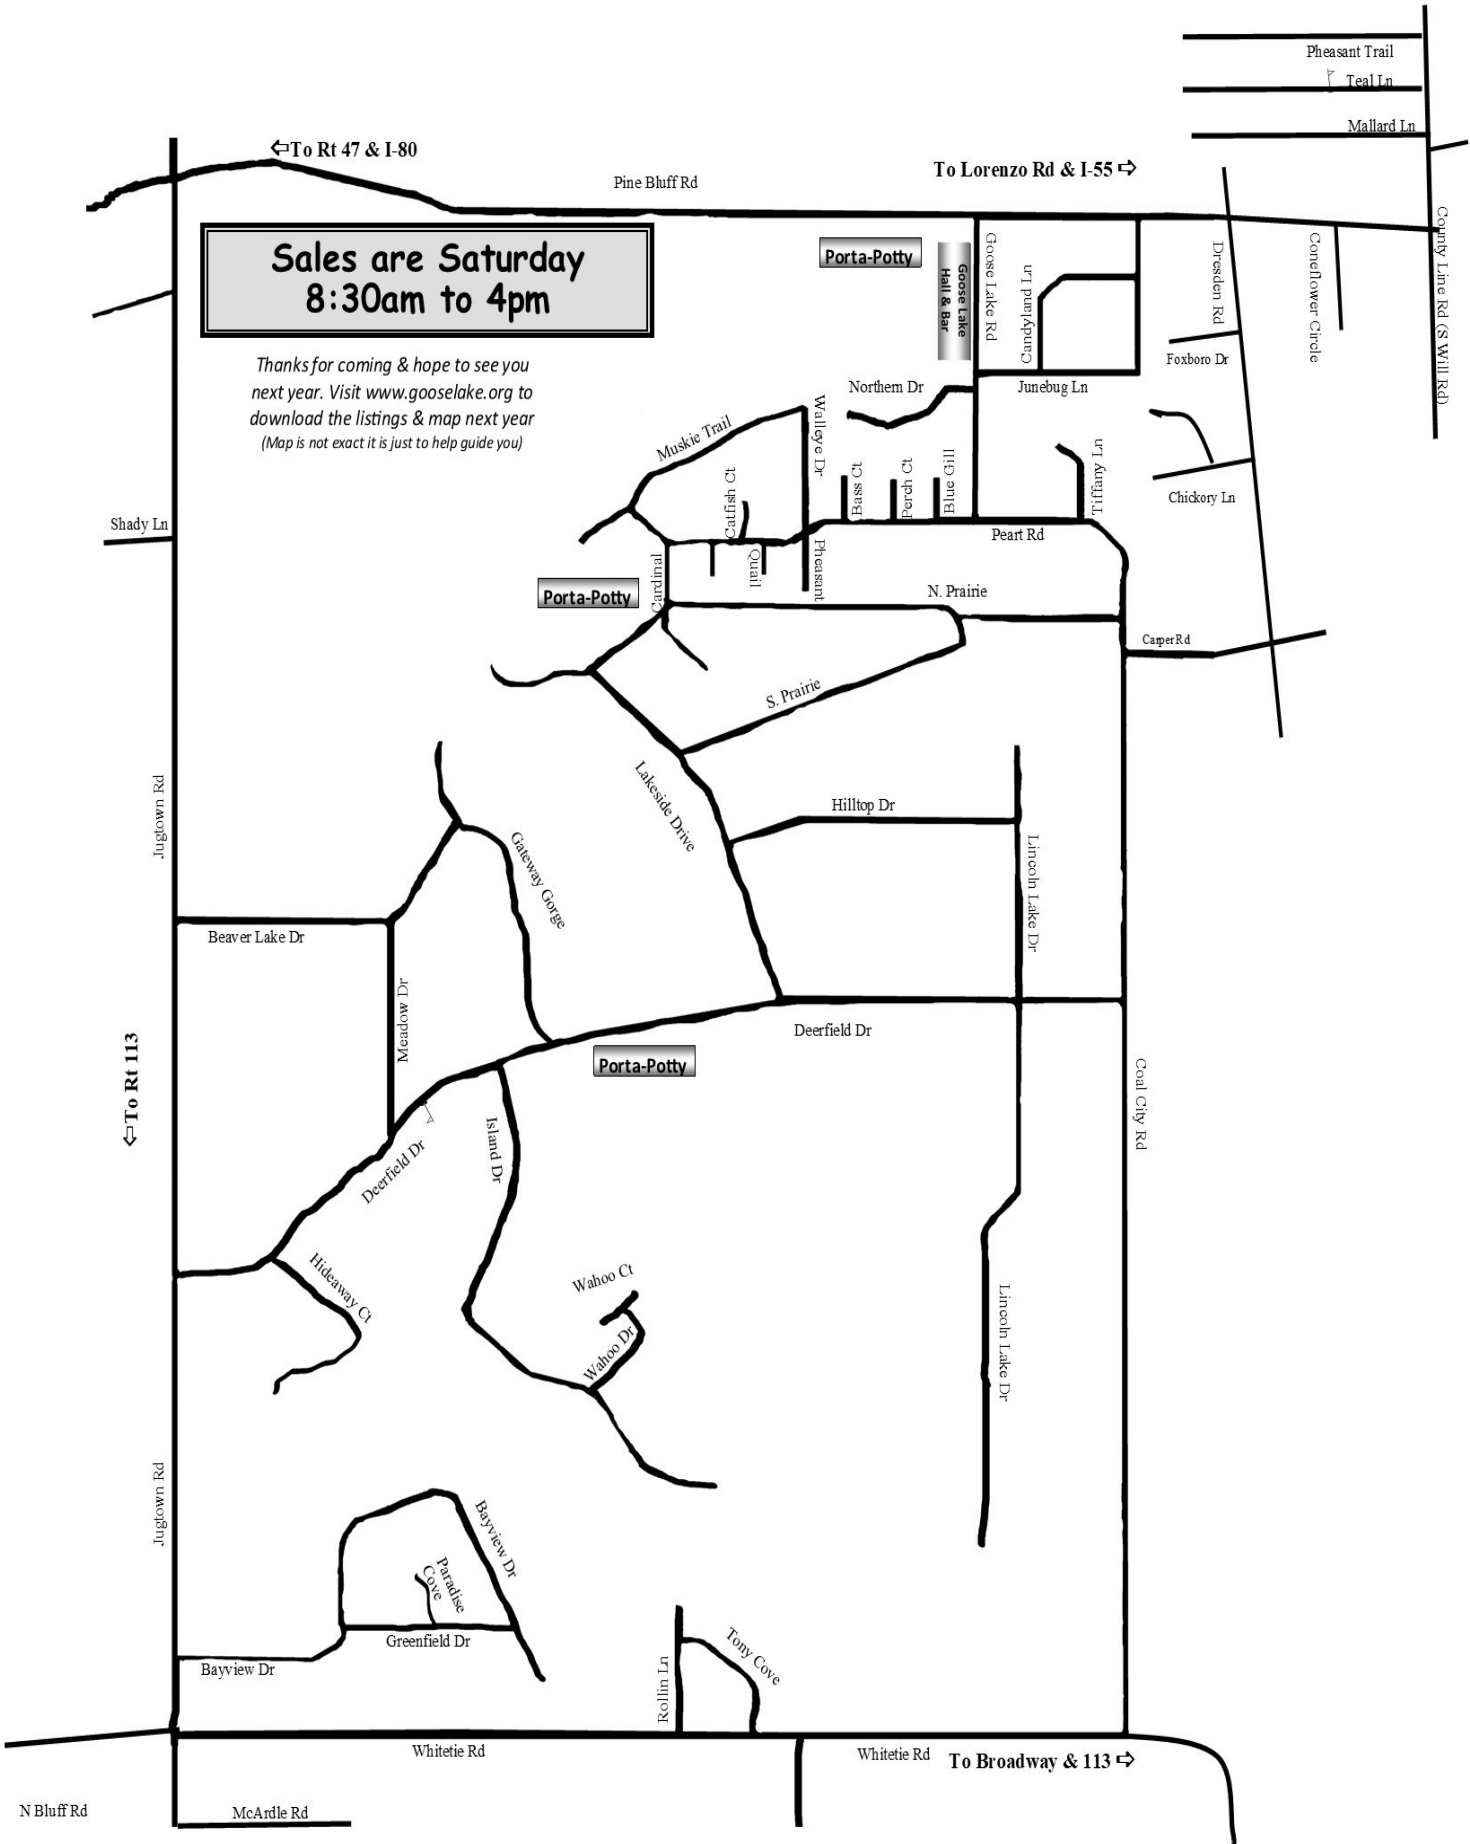 Pheasant Trail
Teal Ln
Mallard Ln
⇦To Rt 47 & I-80
To Lorenzo Rd & I-55 ⇨
Pine Bluff Rd
Sales are Saturday
8:30am to 4pm
Thanks for coming & hope to see you
next year. Visit www.gooselake.org to
download the listings & map next year
(Map is not exact it is just to help guide you)
Porta-Potty
Goose Lake
Hall & Bar
Goose Lake Rd
Candyland Ln
Dresden Rd
Coneflower Circle
County Line Rd (S Will Rd)
Foxboro Dr
Northern Dr
Junebug Ln
Muskie Trail
Walleye Dr
Catfish Ct
Bass Ct
Perch Ct
Blue Gill
Tiffany Ln
Chickory Ln
Shady Ln
Peart Rd
Cardinal
Quail
Pheasant
Porta-Potty
N. Prairie
Carper Rd
S. Prairie
Jugtown Rd
Lakeside Drive
Hilltop Dr
Gateway Gorge
Lincoln Lake Dr
Beaver Lake Dr
Meadow Dr
Deerfield Dr
Porta-Potty
⇦To Rt 113
Coal City Rd
Deerfield Dr
Island Dr
Hideaway Ct
Wahoo Ct
Wahoo Dr
Lincoln Lake Dr
Jugtown Rd
Bayview Dr
Paradise
Cove
Greenfield Dr
Bayview Dr
Rollin Ln
Tony Cove
Whitetie Rd
Whitetie Rd
To Broadway & 113 ⇨
N Bluff Rd
McArdle Rd